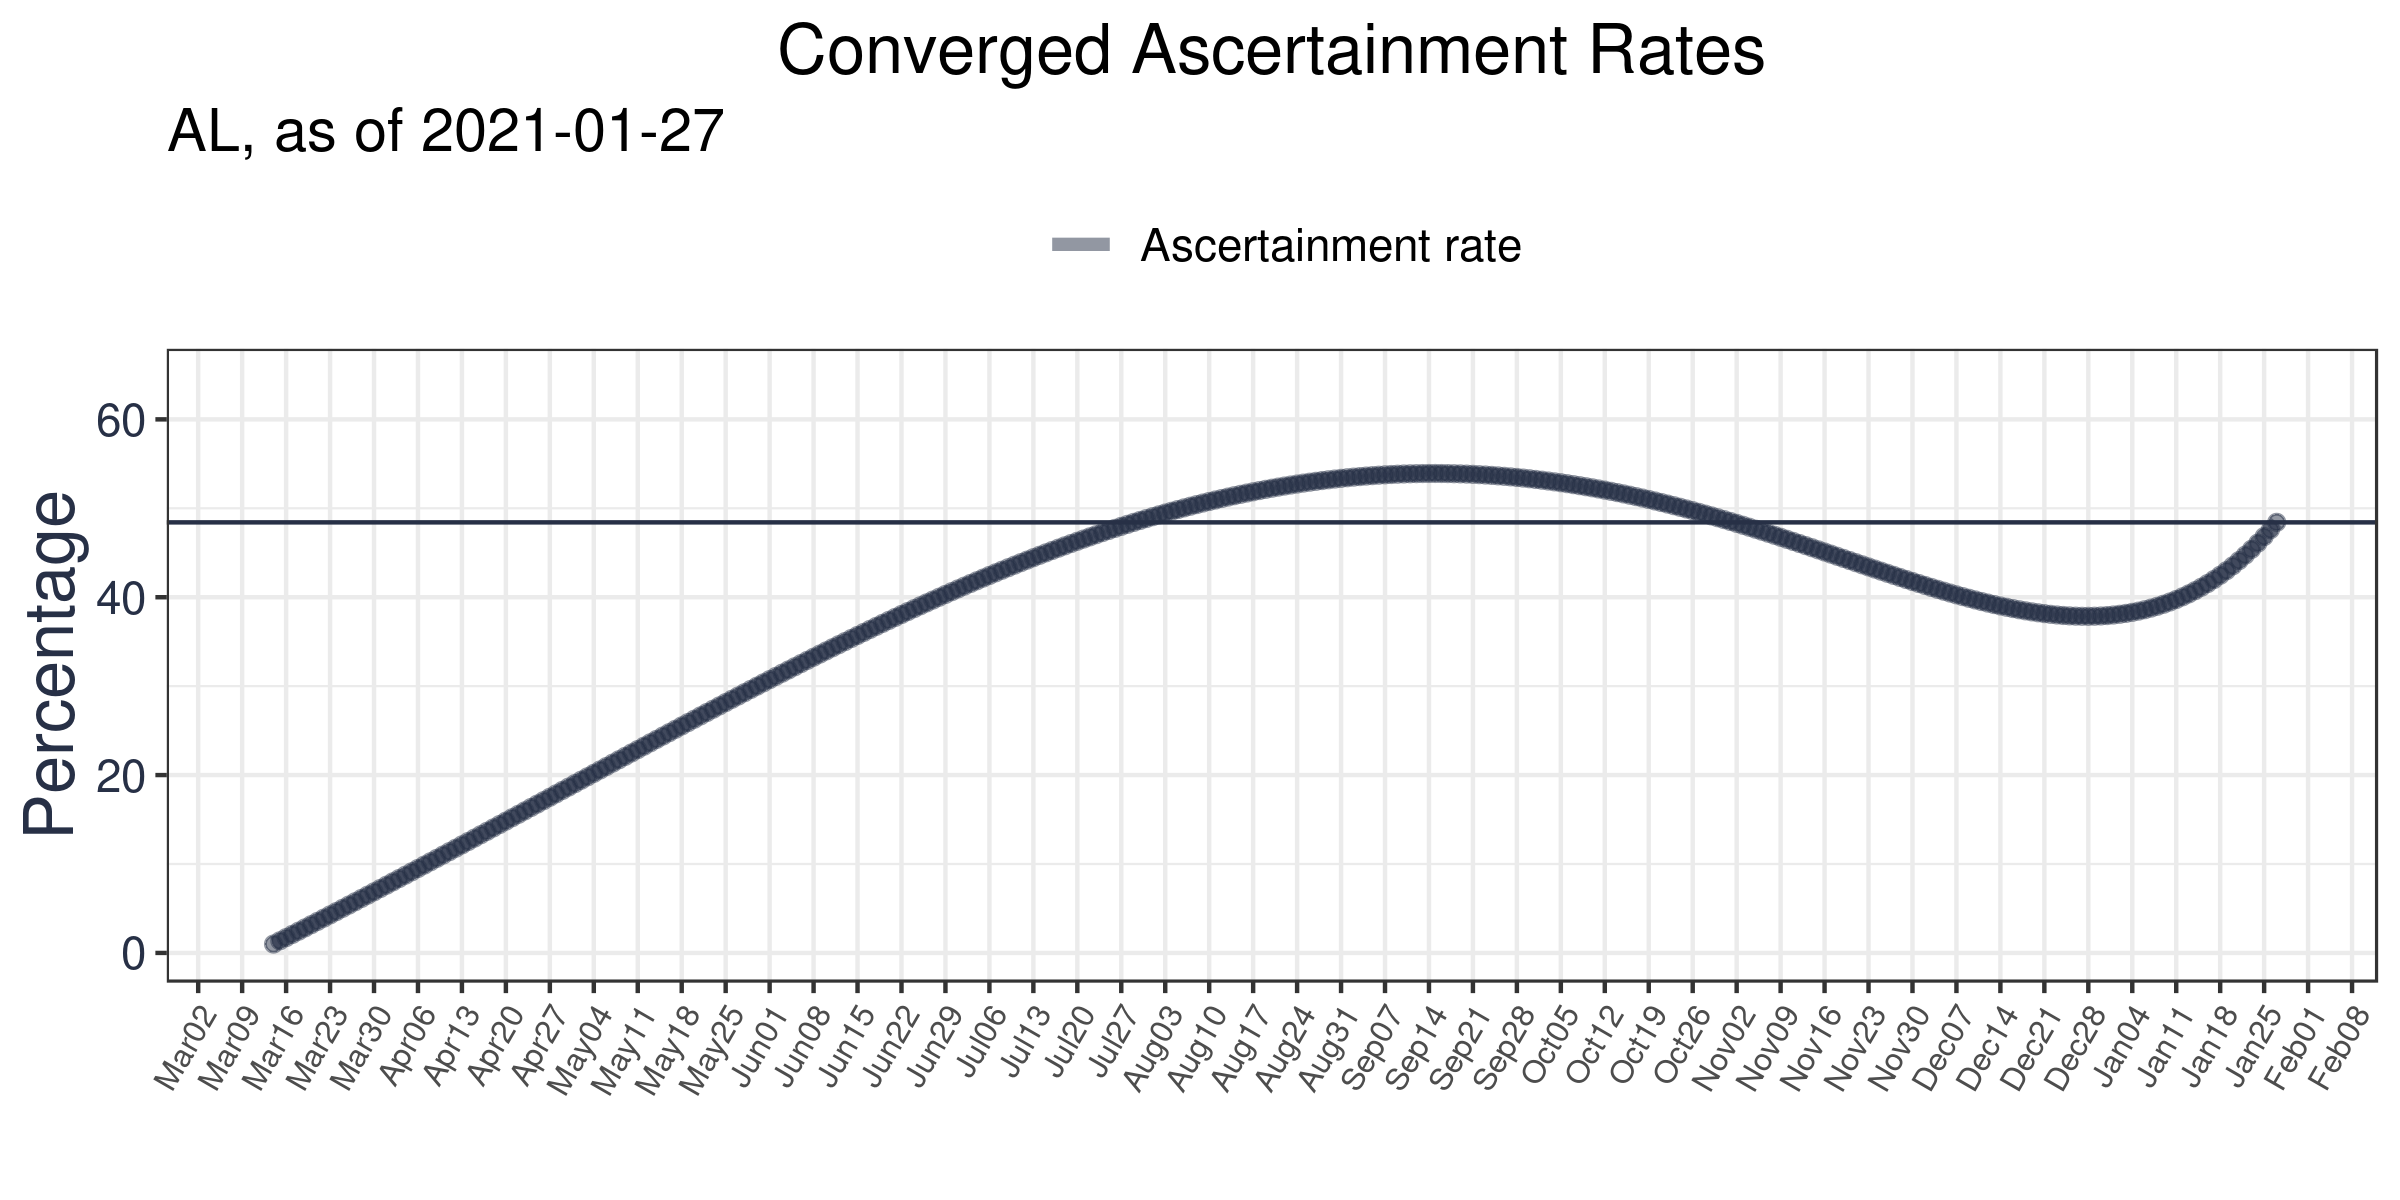 Converged Ascertainment Rates
AL, as of 2021-01-27
Ascertainment rate
Percentage
60
40
20
0
Mar02 Mar09 Mar16 Mar23 Mar30 Apr06 Apr13 Apr20 Apr27 May04 May11 May18 May25 Jun01 Jun08 Jun15 Jun22 Jun29 Jul06 Jul13 Jul20 Jul27 Aug03 Aug10 Aug17 Aug24 Aug31 Sep07 Sep14 Sep21 Sep28 Oct05 Oct12 Oct19 Oct26 Nov02 Nov09 Nov16 Nov23 Nov30 Dec07 Dec14 Dec21 Dec28 Jan04 Jan11 Jan18 Jan25 Feb01 Feb08